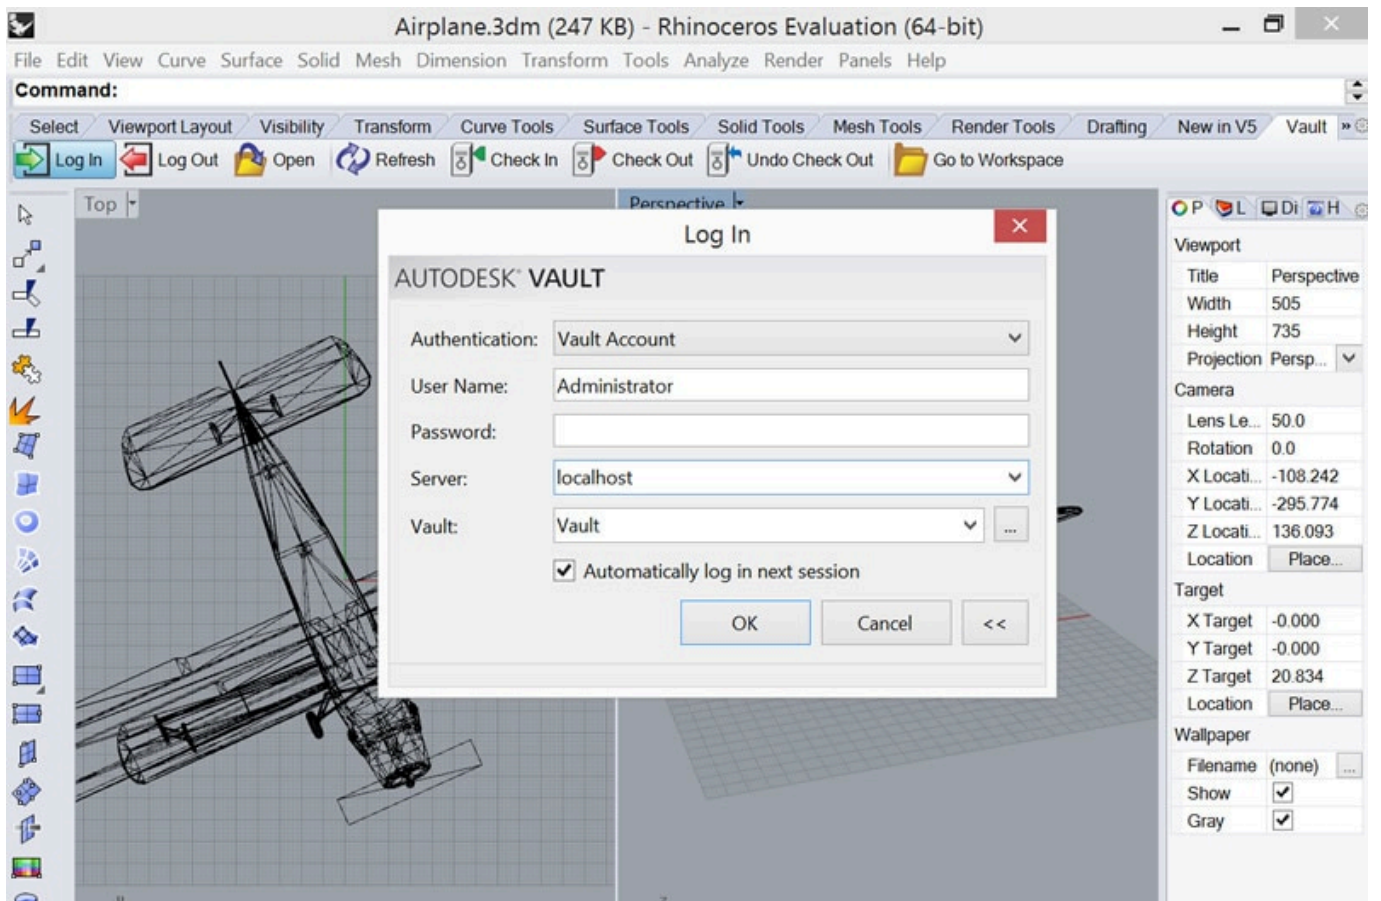 Airplane.3dm (247 KB) - Rhinoceros Evaluation (64-bit)
File Edit View Curve Surface Solid Mesh Dimension Transform Tools Analyze Render Panels Help
Command:
Select Viewport Layout Visibility Transform Curve Tools Surface Tools Solid Tools Mesh Tools Render Tools Drafting New in V5 Vault »
Log In Log Out Open Refresh Check In Check Out Undo Check Out Go to Workspace
Top
Perspective
Log In
AUTODESK® VAULT
Authentication: Vault Account
User Name: Administrator
Password:
Server: localhost
Vault: Vault ...
Automatically log in next session
OK Cancel <<
P L Di H
Viewport
Title Perspective
Width 505
Height 735
Projection Persp...
Camera
Lens Le... 50.0
Rotation 0.0
X Locati... -108.242
Y Locati... -295.774
Z Locati... 136.093
Location Place...
Target
X Target -0.000
Y Target -0.000
Z Target 20.834
Location Place...
Wallpaper
Filename (none) ...
Show
Gray